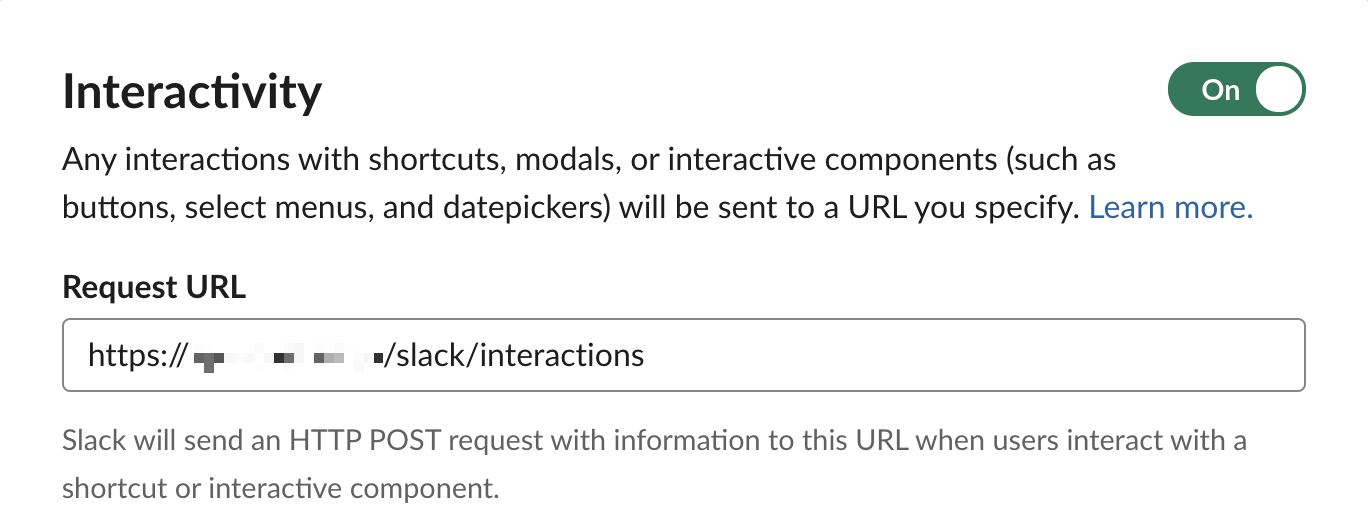 Interactivity
On
Any interactions with shortcuts, modals, or interactive components (such as
buttons, select menus, and datepickers) will be sent to a URL you specify. Learn more.
Request URL
https:// /slack/interactions
Slack will send an HTTP POST request with information to this URL when users interact with a
shortcut or interactive component.